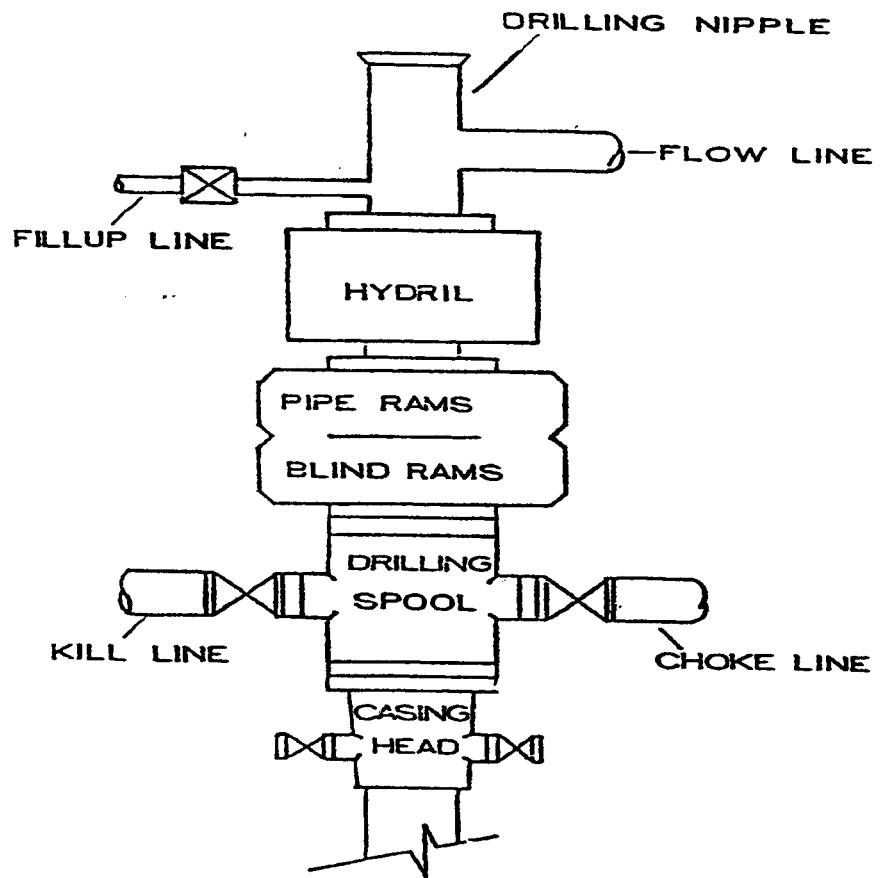 DRILLING NIPPLE
FLOW LINE
FILLUP LINE
HYDRIL
PIPE RAMS
BLIND RAMS
DRILLING
SPOOL
KILL LINE
CHOKE LINE
CASING
HEAD